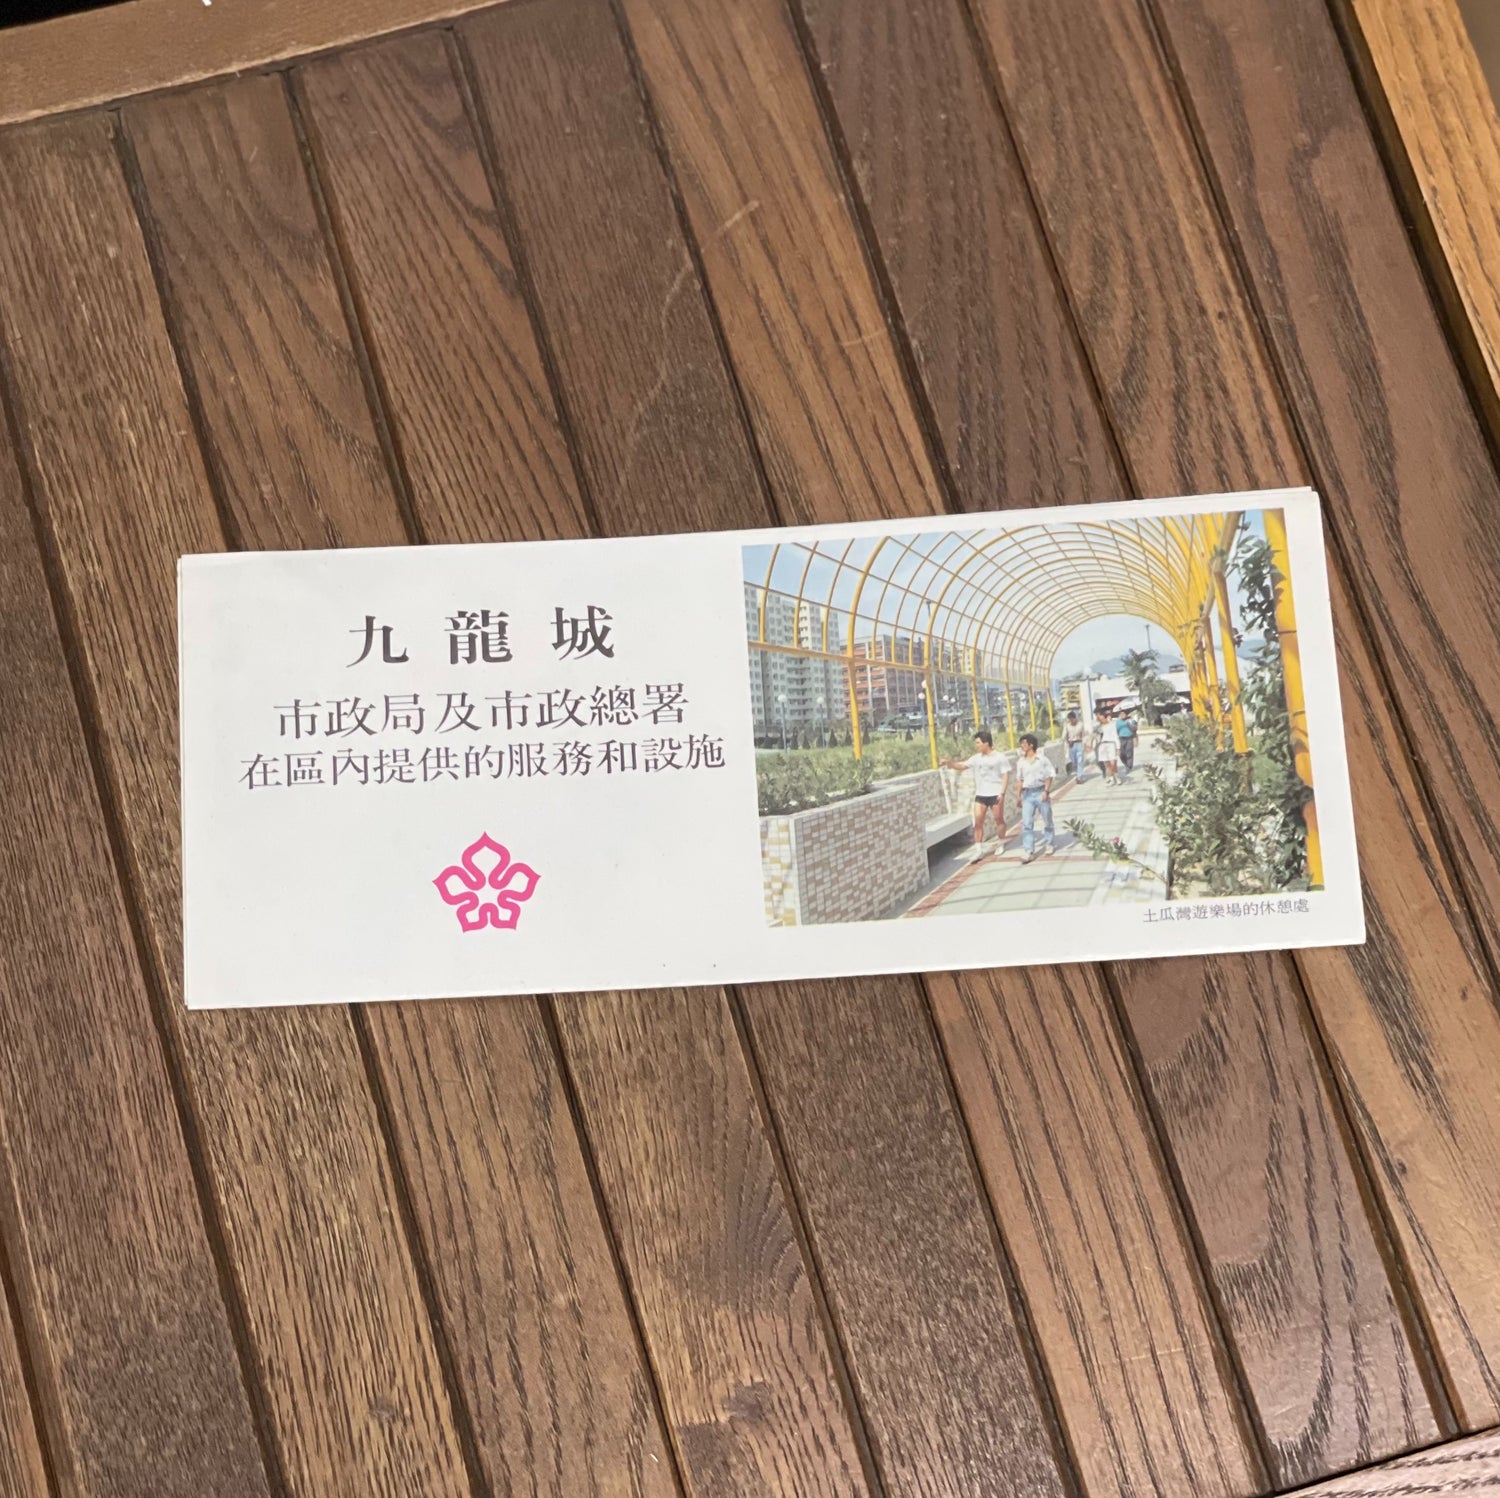 九龍城
市政局及市政總署
在區內提供的服務和設施
土瓜灣遊樂場的休憩處